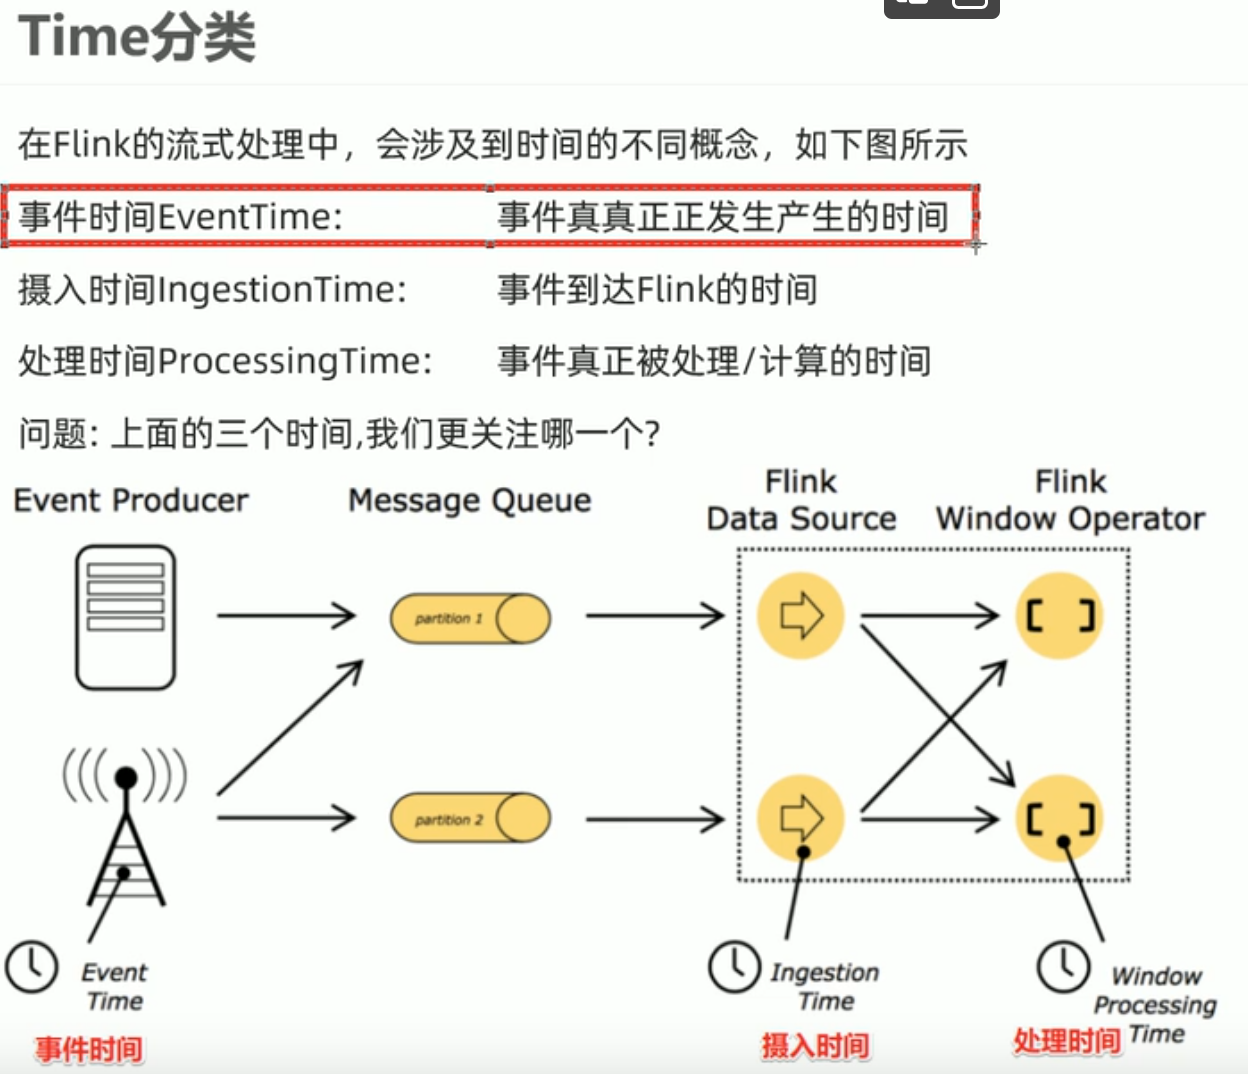 Time分类
在Flink的流式处理中，会涉及到时间的不同概念，如下图所示
事件时间EventTime: 事件真真正正发生产生的时间
摄入时间IngestionTime: 事件到达Flink的时间
处理时间ProcessingTime: 事件真正被处理/计算的时间
问题: 上面的三个时间,我们更关注哪一个?
Event Producer
Message Queue
Flink
Data Source
Flink
Window Operator
partition 1
partition 2
Event
Time
事件时间
Ingestion
Time
摄入时间
Window
Processing
Time
处理时间